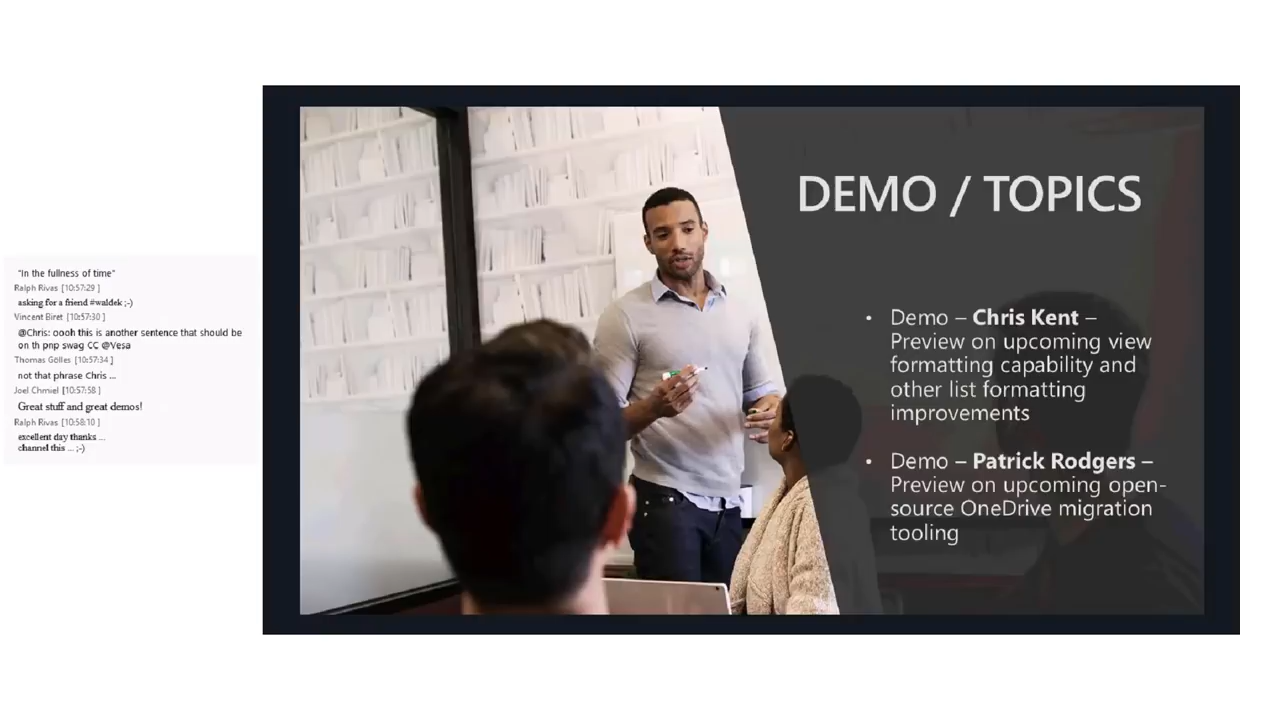 "In the fullness of time"
Ralph Rivas [10:57:29 ]
asking for a friend #waldek ;-)
Vincent Biret [10:57:30 ]
@Chris: oooh this is another sentence that should be
on th pnp swag CC @Vesa
Thomas Gölles [10:57:34 ]
not that phrase Chris ...
Joel Chmiel [10:57:58 ]
Great stuff and great demos!
Ralph Rivas [10:58:10 ]
excellent day thanks ...
channel this ... ;-)
DEMO / TOPICS
• Demo – Chris Kent –
Preview on upcoming view
formatting capability and
other list formatting
improvements
• Demo – Patrick Rodgers –
Preview on upcoming open-
source OneDrive migration
tooling